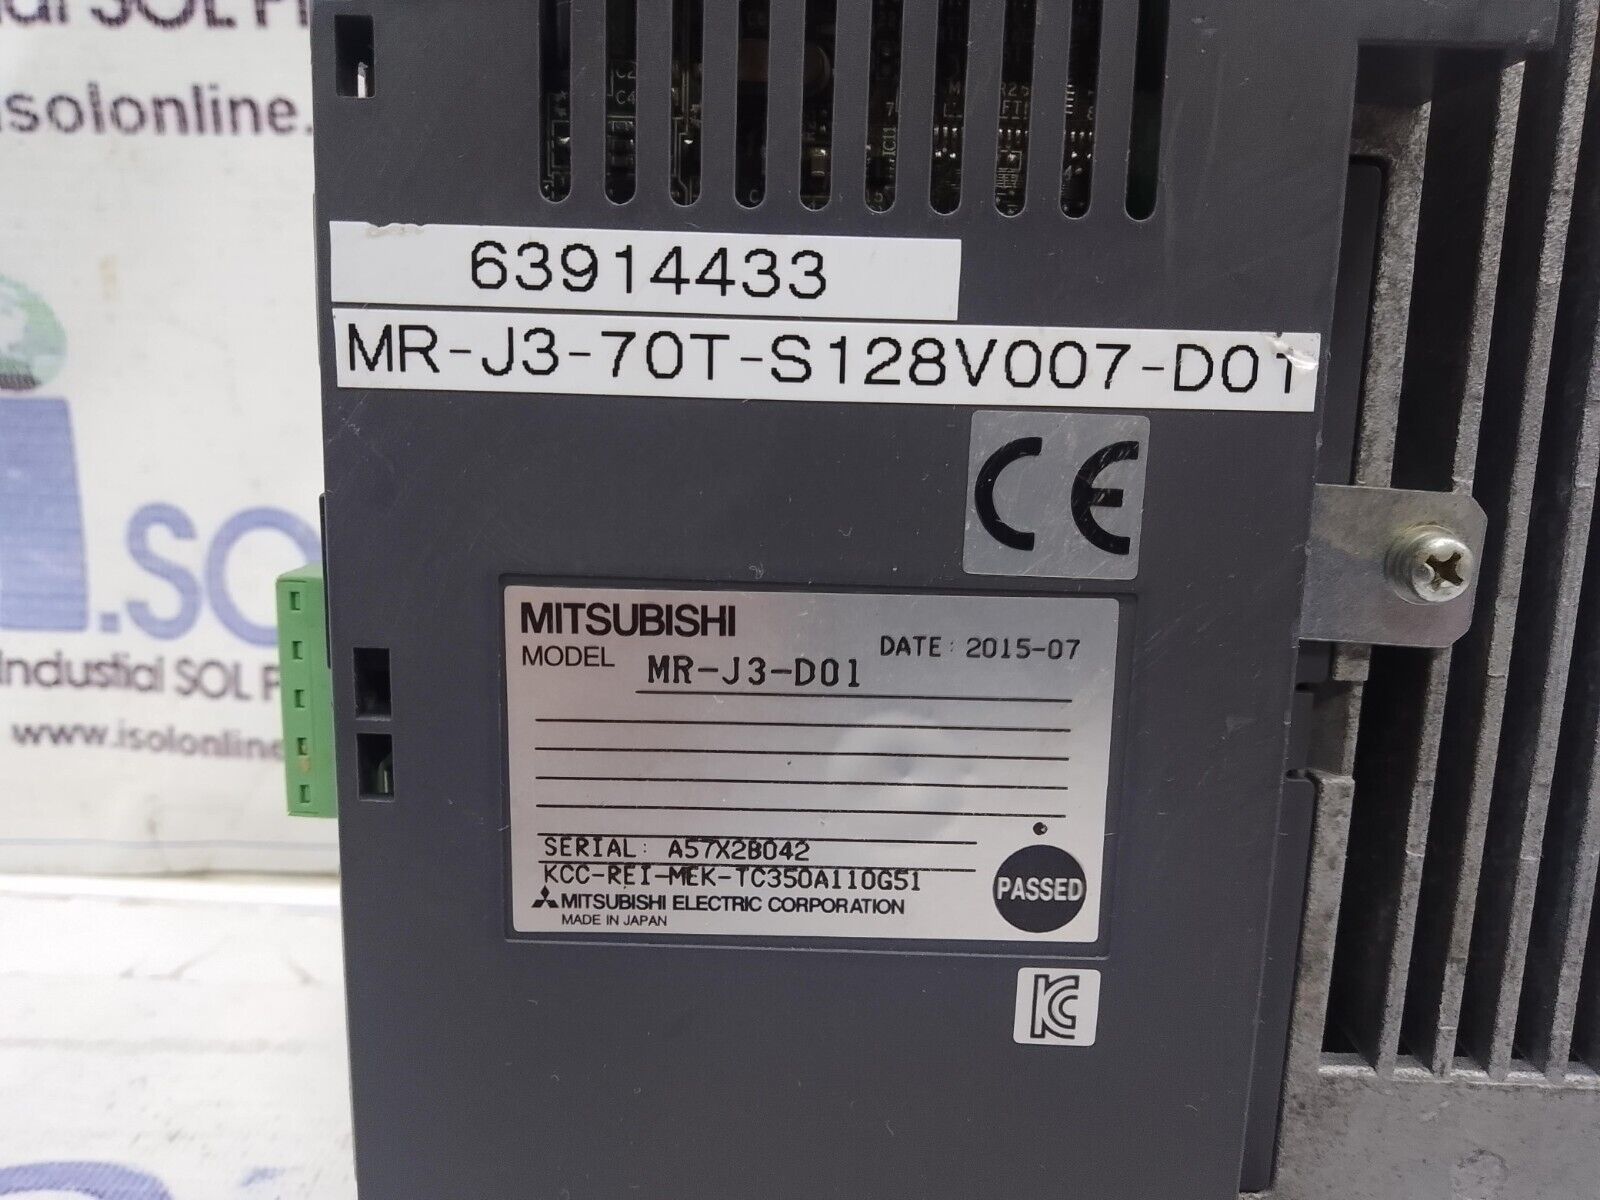 isolonline.
63914433
MR-J3-70T-S128V007-D01
CE
.SO
Industial SOL P
www.isolonline
MITSUBISHI
MODEL MR-J3-D01 DATE: 2015-07
SERIAL: A57X2B042
KCC-REI-MEK-TC350A110G51
PASSED
MITSUBISHI ELECTRIC CORPORATION
MADE IN JAPAN